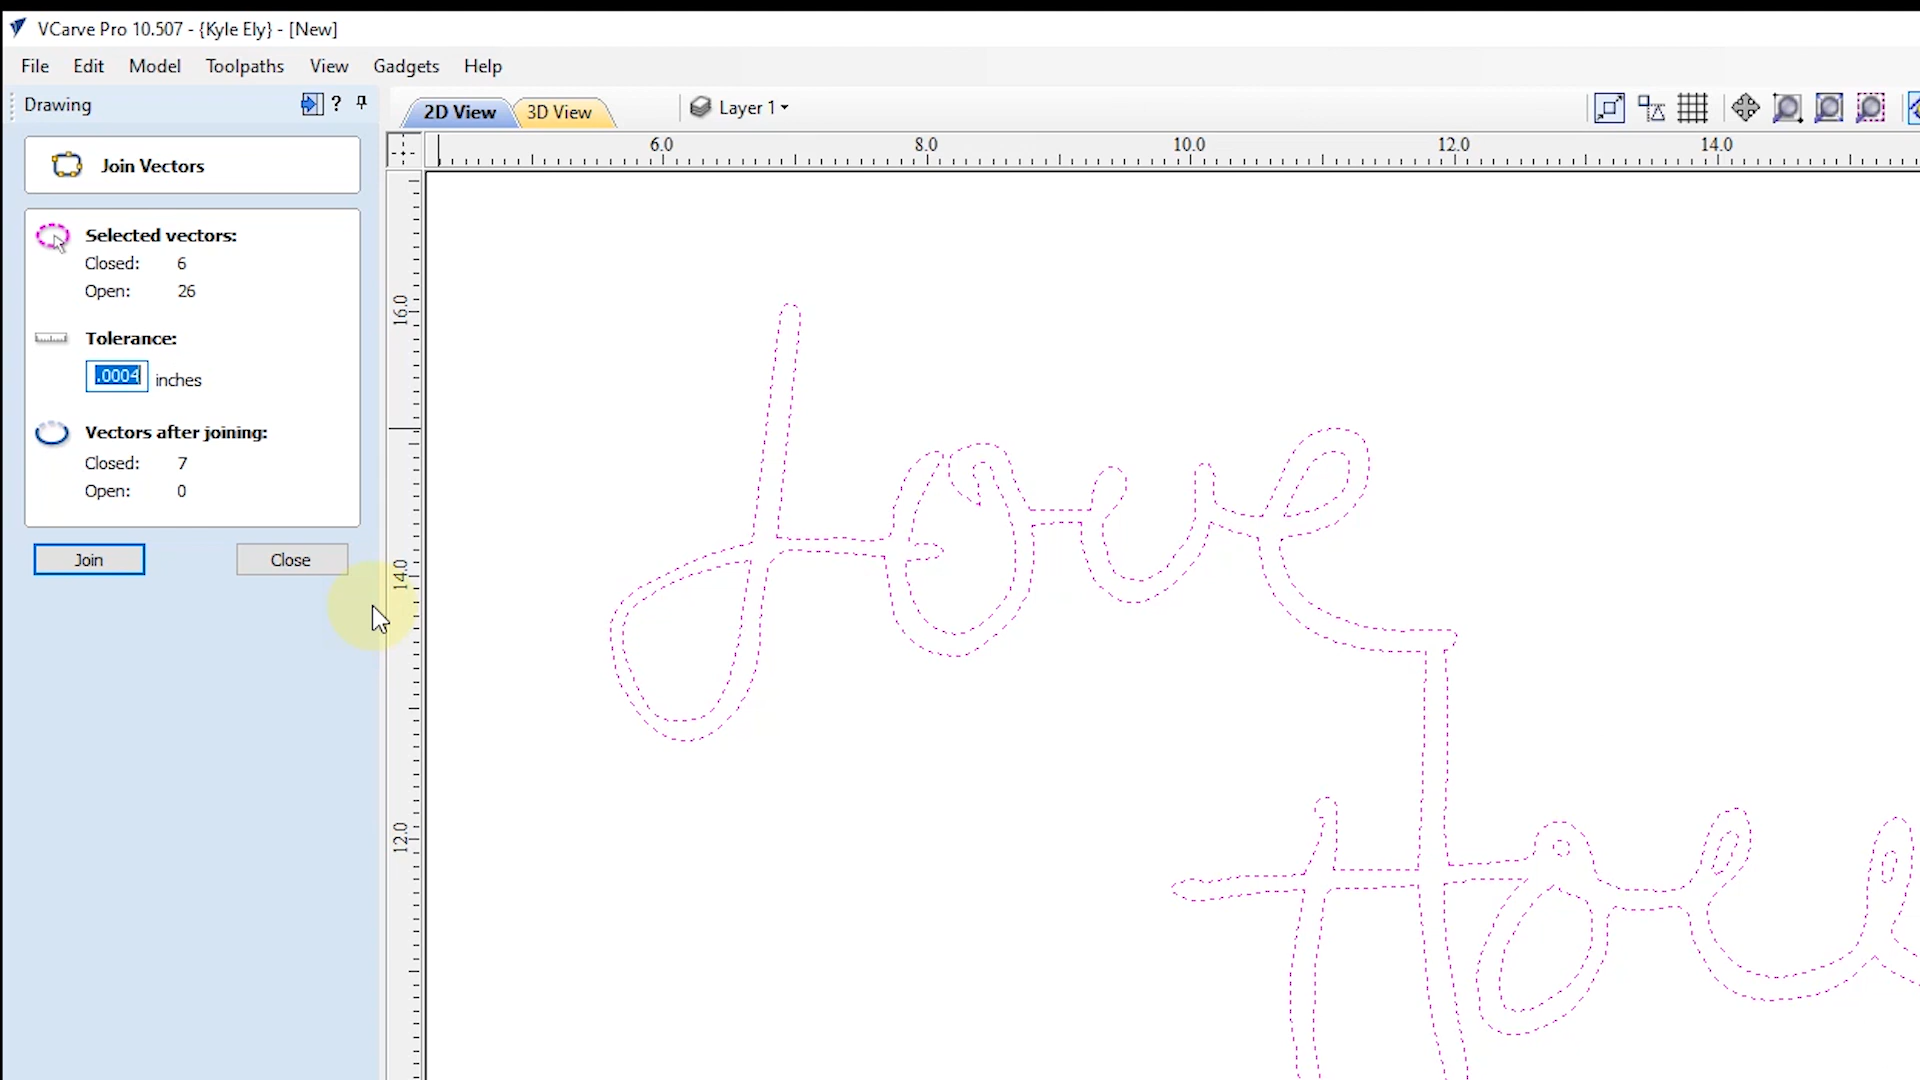 VCarve Pro 10.507 - {Kyle Ely} - [New]
File Edit Model Toolpaths View Gadgets Help
Drawing ?
2D View 3D View Layer 1
6.0 8.0 10.0 12.0 14.0
Join Vectors
Selected vectors:
Closed: 6
Open: 26
Tolerance:
.0004 inches
Vectors after joining:
Closed: 7
Open: 0
Join Close
16.0
14.0
12.0
love